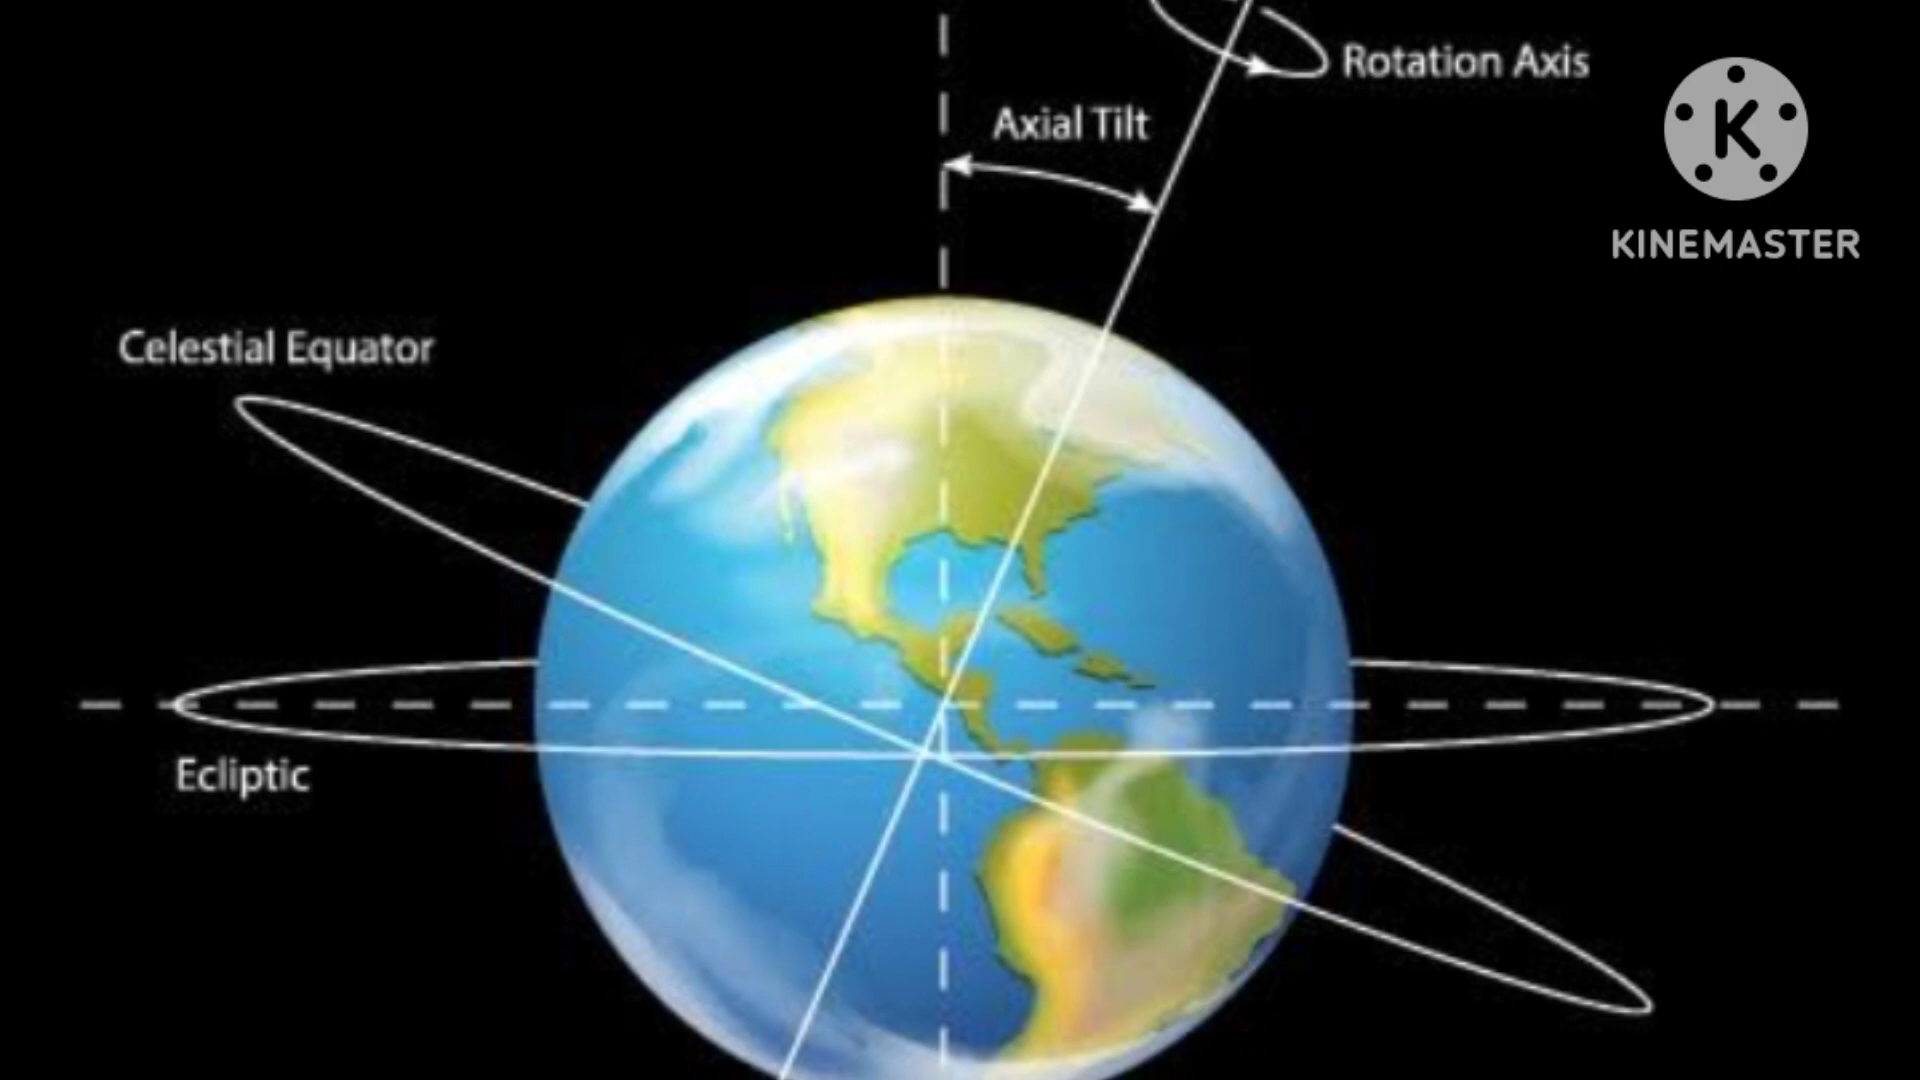 Rotation Axis
Axial Tilt
K
KINEMASTER
Celestial Equator
Ecliptic